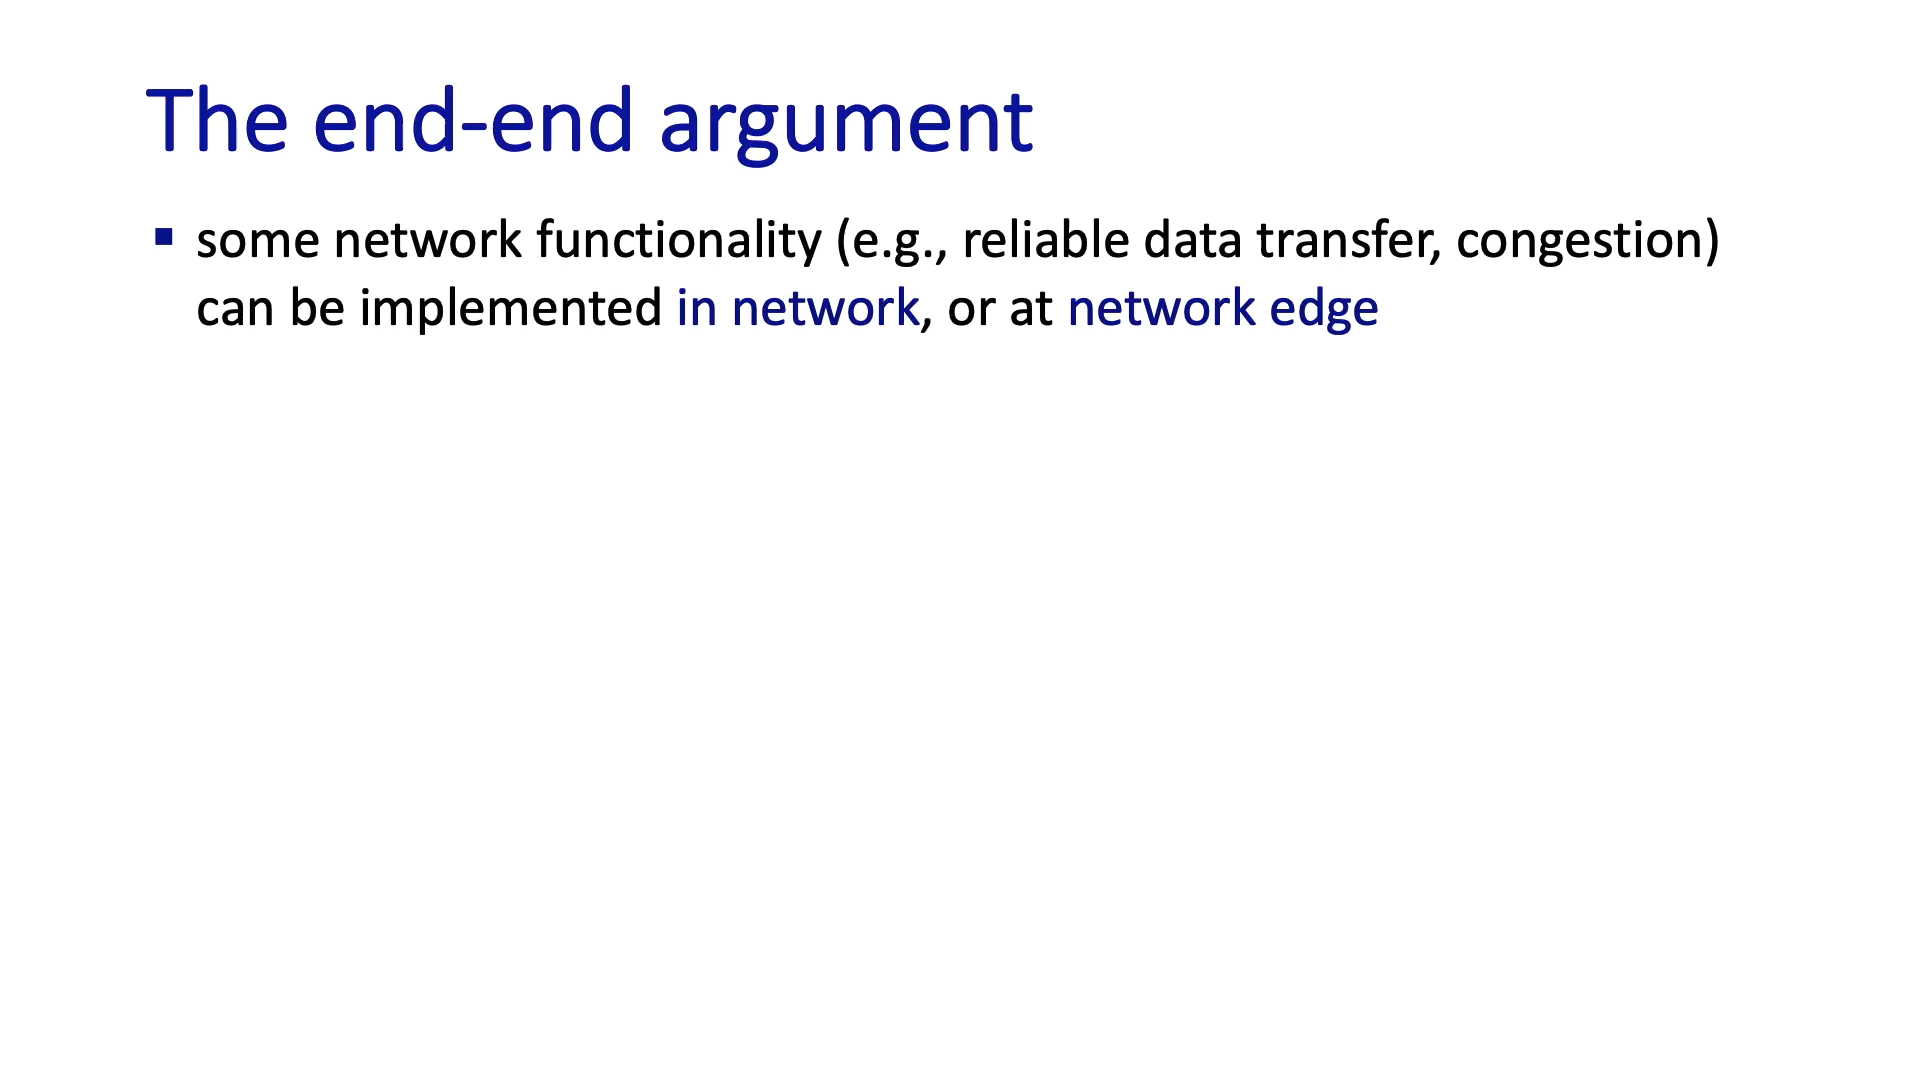 The end-end argument
▪ some network functionality (e.g., reliable data transfer, congestion)
can be implemented in network, or at network edge